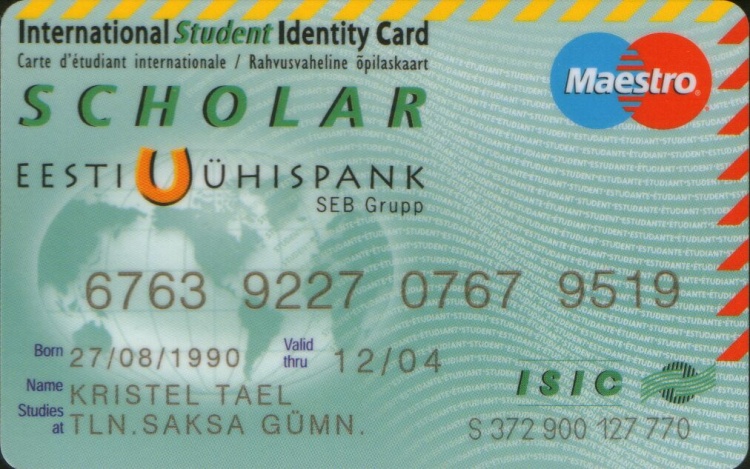 International Student Identity Card
Carte d'étudiant internationale / Rahvusvaheline õpilaskaart
SCHOLAR
Maestro
EESTI ÜHISPANK
SEB Grupp
6763 9227 0767 9519
Born 27/08/1990 Valid thru 12/04
Name KRISTEL TAEL
Studies at TLN.SAKSA GÜMN.
ISIC
S 372 900 127 770